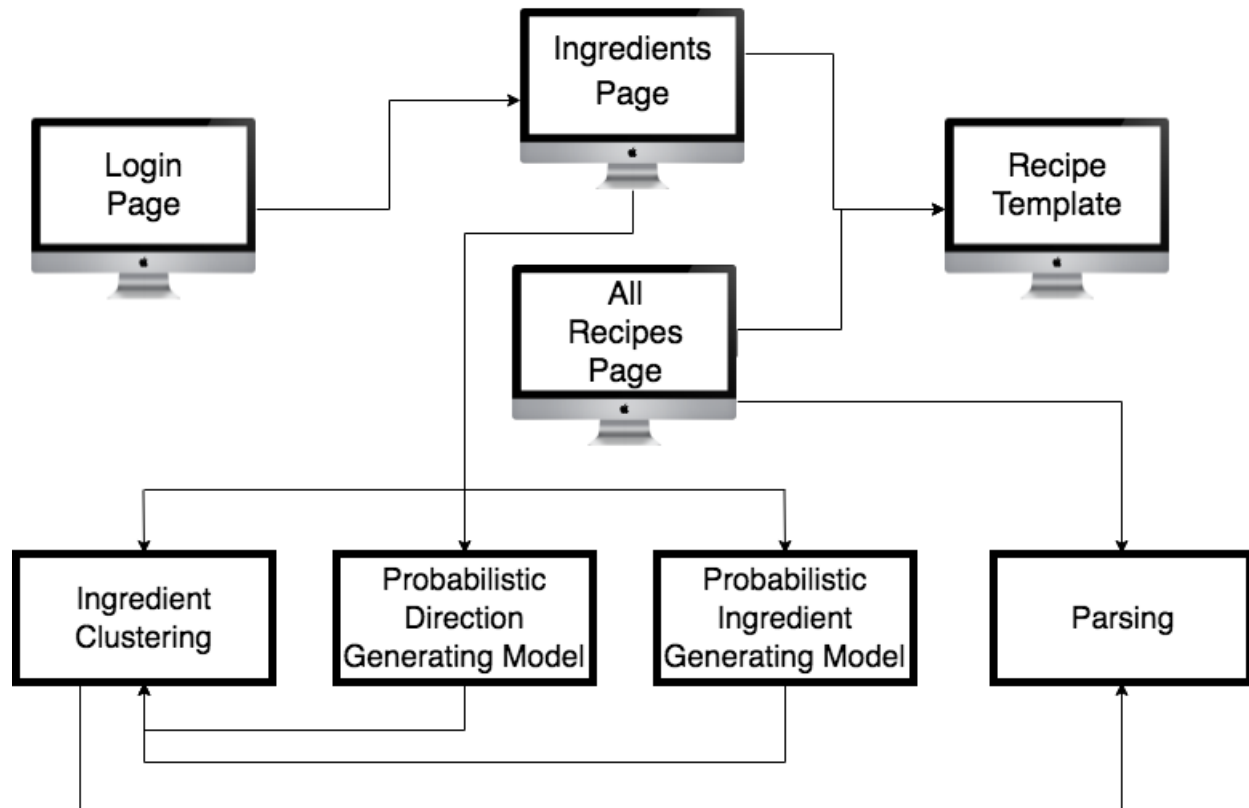 Ingredients
Page
Login
Page
Recipe
Template
All
Recipes
Page
Ingredient
Clustering
Probabilistic
Direction
Generating Model
Probabilistic
Ingredient
Generating Model
Parsing